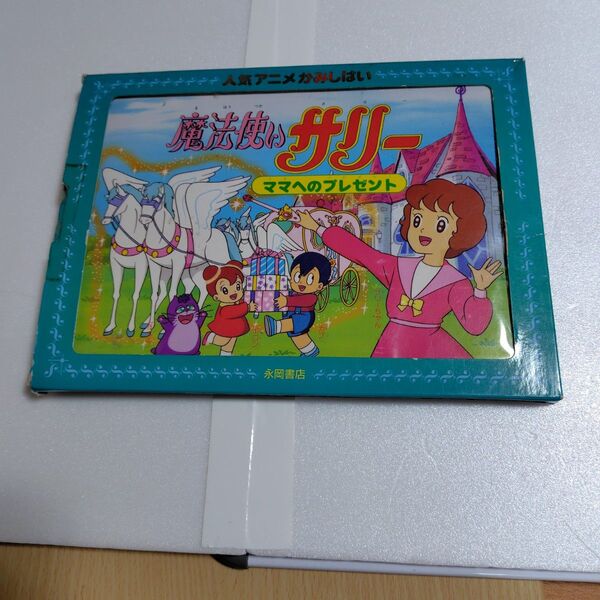 人気アニメかみしばい
魔法使いサリー
ママへのプレゼント
永岡書店